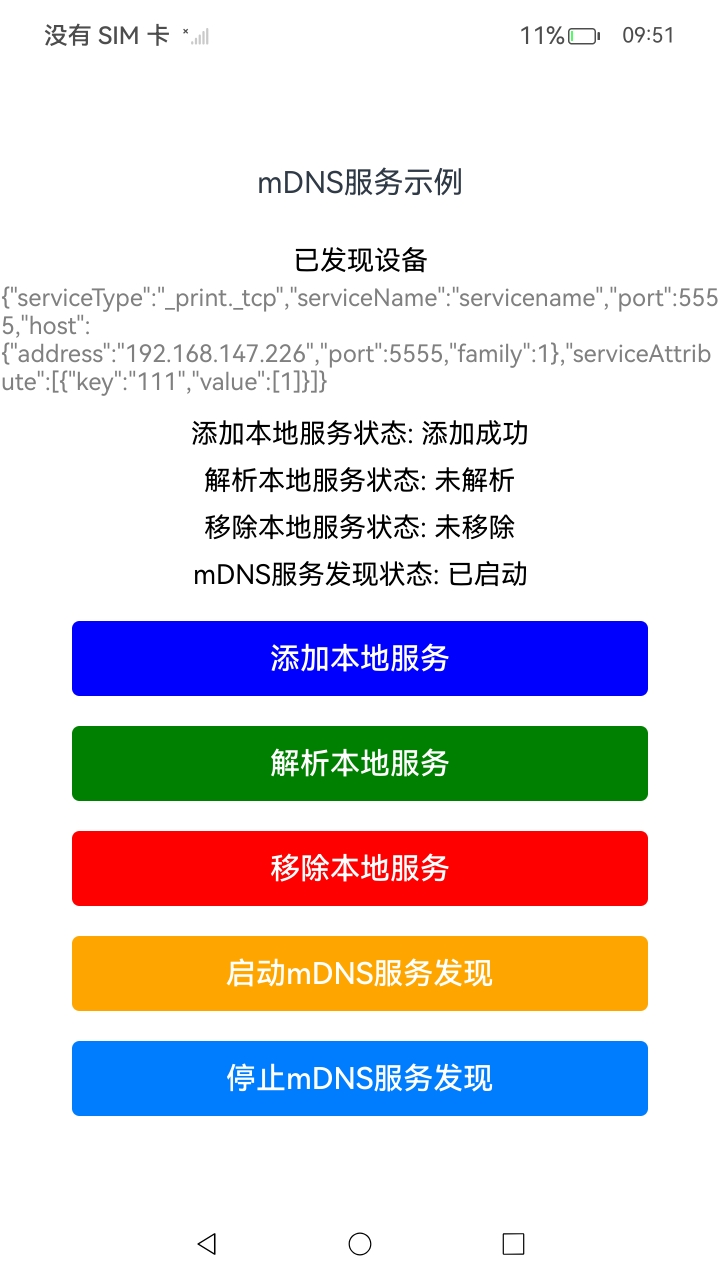 没有 SIM 卡
11%
09:51
mDNS服务示例
已发现设备
{"serviceType":"_print._tcp","serviceName":"servicename","port":555
5,"host":
{"address":"192.168.147.226","port":5555,"family":1},"serviceAttrib
ute":[{"key":"111","value":[1]}]}
添加本地服务状态: 添加成功
解析本地服务状态: 未解析
移除本地服务状态: 未移除
mDNS服务发现状态: 已启动
添加本地服务
解析本地服务
移除本地服务
启动mDNS服务发现
停止mDNS服务发现